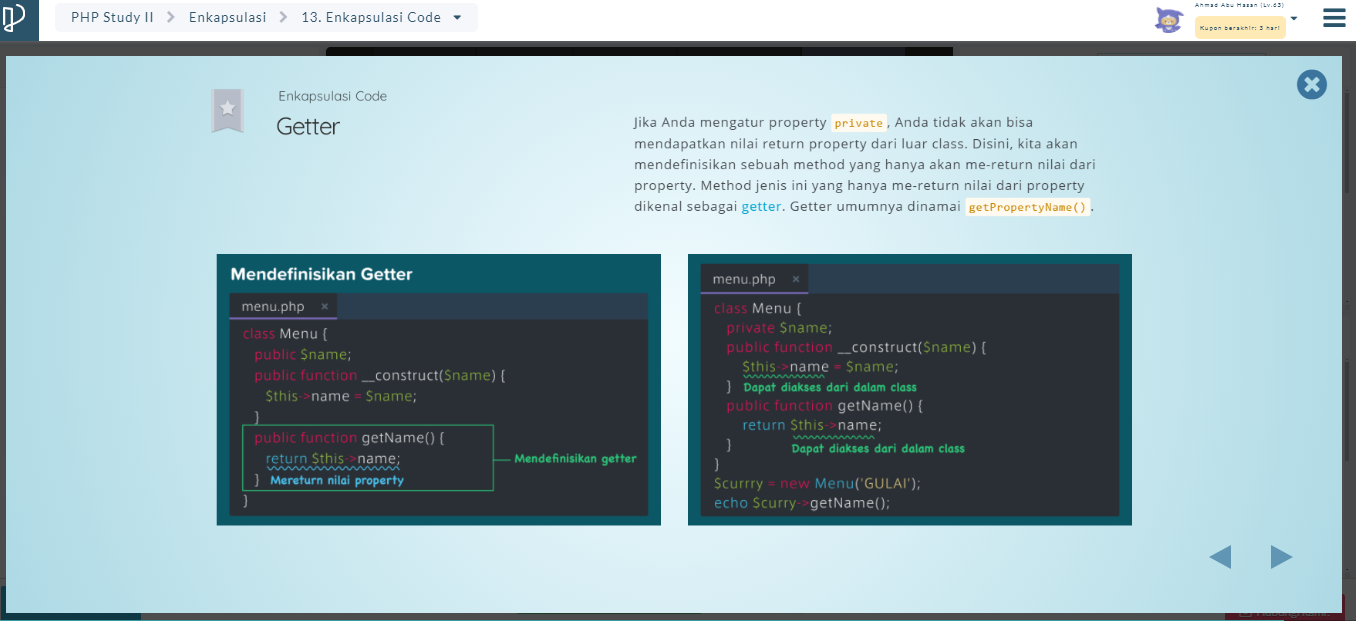 PHP Study II
Enkapsulasi
13. Enkapsulasi Code
Ahmad Abu Hasan (Lv.63)
Kupon berakhir: 3 hari
Enkapsulasi Code
Getter
Jika Anda mengatur property private, Anda tidak akan bisa
mendapatkan nilai return property dari luar class. Disini, kita akan
mendefinisikan sebuah method yang hanya akan me-return nilai dari
property. Method jenis ini yang hanya me-return nilai dari property
dikenal sebagai getter. Getter umumnya dinamai getPropertyName().
Mendefinisikan Getter
menu.php ×
class Menu {
public $name;
public function __construct($name) {
$this->name = $name;
}
public function getName() {
return $this->name;
} Mereturn nilai property
Mendefinisikan getter
}
menu.php ×
class Menu {
private $name;
public function __construct($name) {
$this->name = $name;
} Dapat diakses dari dalam class
public function getName() {
return $this->name;
}
Dapat diakses dari dalam class
}
$currry = new Menu('GULAI');
echo $curry->getName();